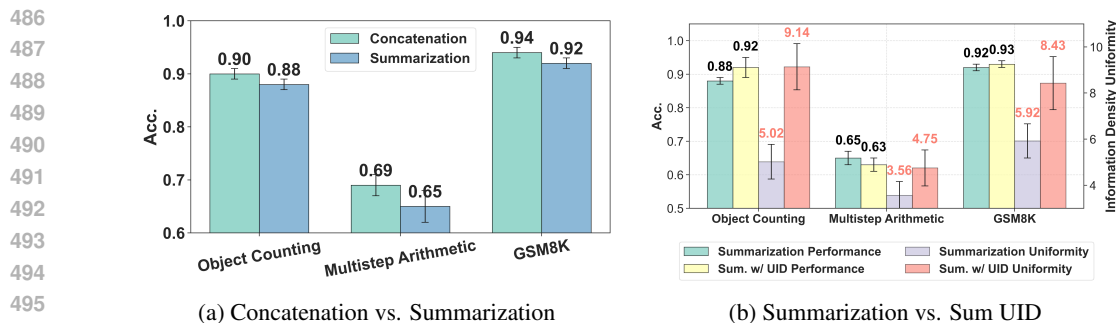 486
487
488
489
490
491
492
493
494
495
1.0
0.9
0.8
0.7
0.6
Acc.
Concatenation
Summarization
0.90
0.88
0.69
0.65
0.94
0.92
Object Counting
Multistep Arithmetic
GSM8K
(a) Concatenation vs. Summarization
1.0
0.9
0.8
0.7
0.6
0.5
Acc.
10
8
6
4
Information Density Uniformity
0.88
0.92
5.02
9.14
0.65
0.63
3.56
4.75
0.92
0.93
5.92
8.43
Object Counting
Multistep Arithmetic
GSM8K
Summarization Performance
Summarization Uniformity
Sum. w/ UID Performance
Sum. w/ UID Uniformity
(b) Summarization vs. Sum UID